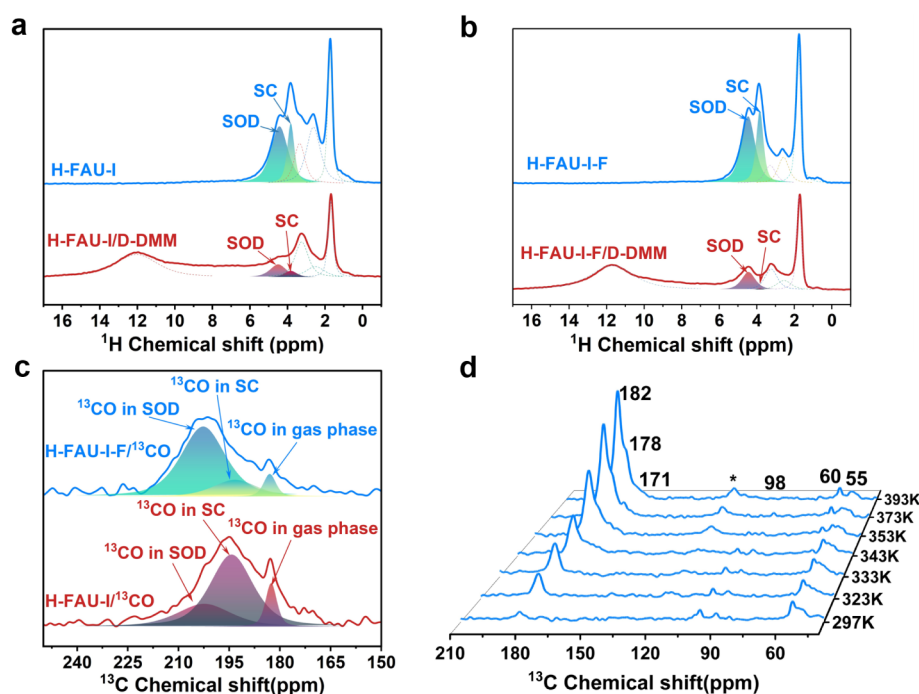 a
SC
SOD
H-FAU-I
SC
SOD
H-FAU-I/D-DMM
16 14 12 10 8 6 4 2 0
¹H Chemical shift (ppm)
b
SC
SOD
H-FAU-I-F
SC
SOD
H-FAU-I-F/D-DMM
16 14 12 10 8 6 4 2 0
¹H Chemical shift (ppm)
c
¹³CO in SC
¹³CO in SOD
¹³CO in gas phase
H-FAU-I-F/¹³CO
¹³CO in SC
¹³CO in gas phase
¹³CO in SOD
H-FAU-I/¹³CO
240 225 210 195 180 165 150
¹³C Chemical shift(ppm)
d
182
178
171
*
98
60 55
393K
373K
353K
343K
333K
323K
297K
210 180 150 120 90 60
¹³C Chemical shift(ppm)